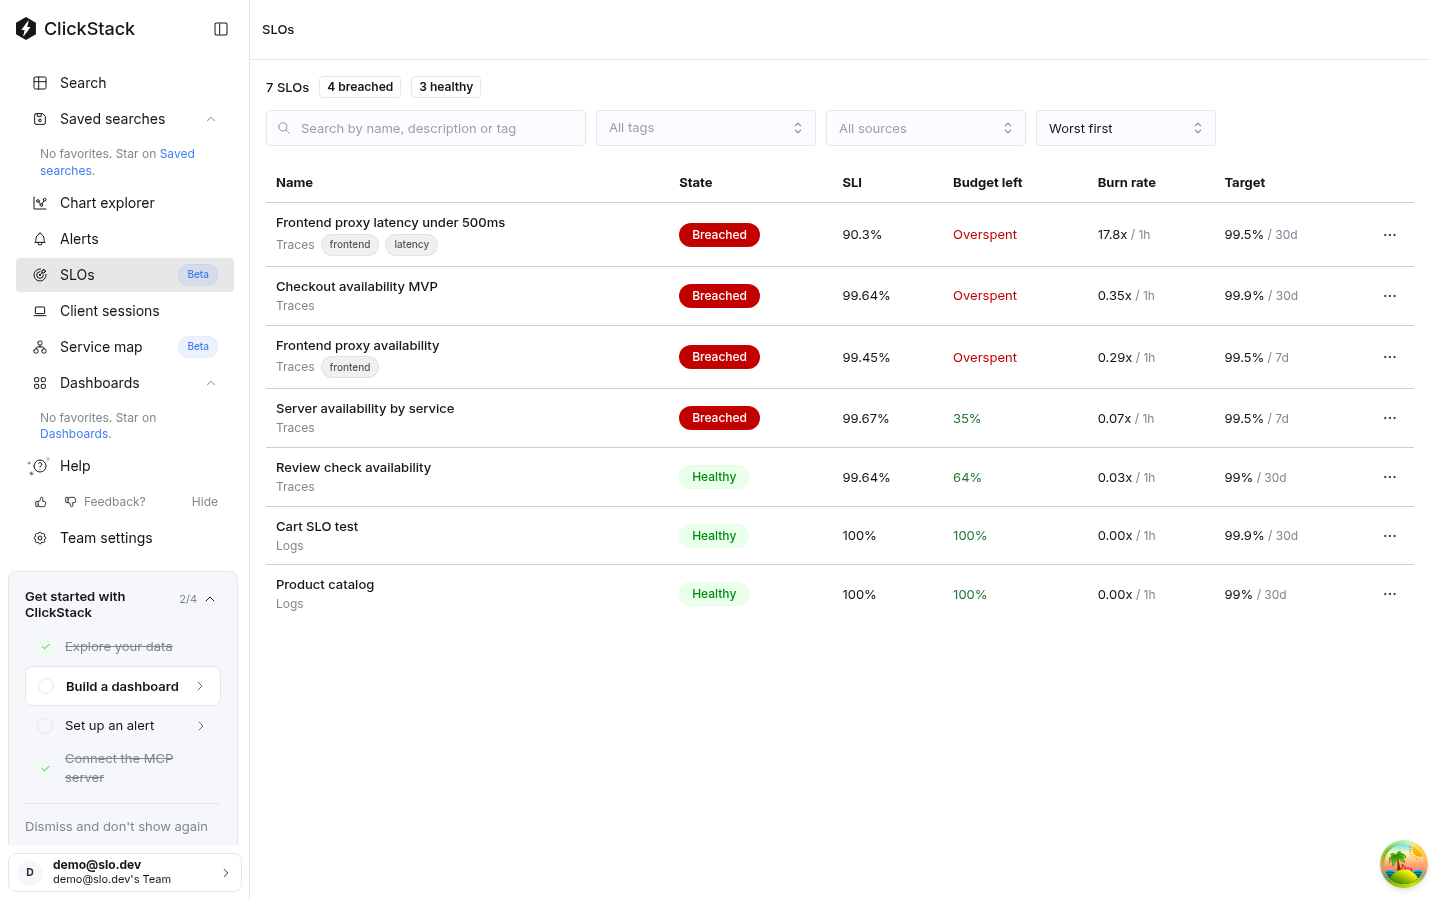 ClickStack
Search
Saved searches
No favorites. Star on Saved
searches.
Chart explorer
Alerts
SLOs Beta
Client sessions
Service map Beta
Dashboards
No favorites. Star on
Dashboards.
Help
Feedback? Hide
Team settings
Get started with
ClickStack
2/4
Explore your data
Build a dashboard
Set up an alert
Connect the MCP
server
Dismiss and don't show again
D
demo@slo.dev
demo@slo.dev's Team
SLOs
7 SLOs 4 breached 3 healthy
Search by name, description or tag All tags All sources Worst first
Name State SLI Budget left Burn rate Target
Frontend proxy latency under 500ms
Traces frontend latency
Breached 90.3% Overspent 17.8x / 1h 99.5% / 30d
Checkout availability MVP
Traces
Breached 99.64% Overspent 0.35x / 1h 99.9% / 30d
Frontend proxy availability
Traces frontend
Breached 99.45% Overspent 0.29x / 1h 99.5% / 7d
Server availability by service
Traces
Breached 99.67% 35% 0.07x / 1h 99.5% / 7d
Review check availability
Traces
Healthy 99.64% 64% 0.03x / 1h 99% / 30d
Cart SLO test
Logs
Healthy 100% 100% 0.00x / 1h 99.9% / 30d
Product catalog
Logs
Healthy 100% 100% 0.00x / 1h 99% / 30d